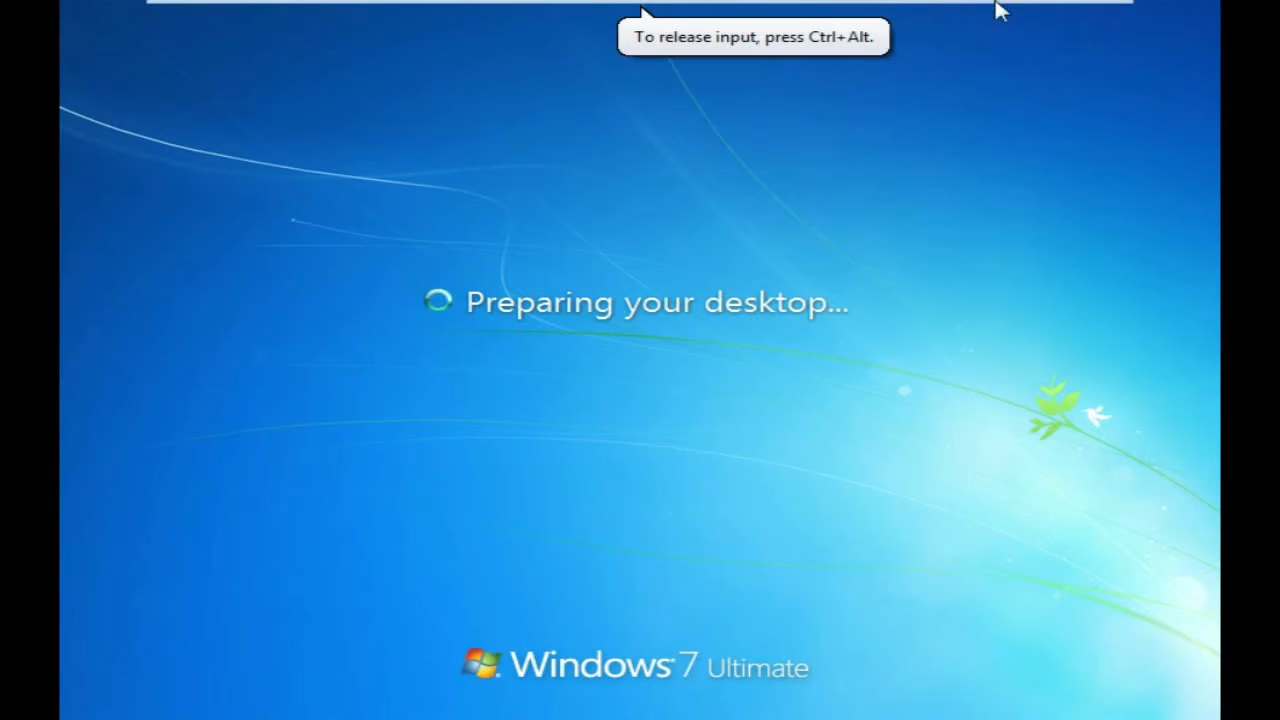 To release input, press Ctrl+Alt.
Preparing your desktop...
Windows 7 Ultimate